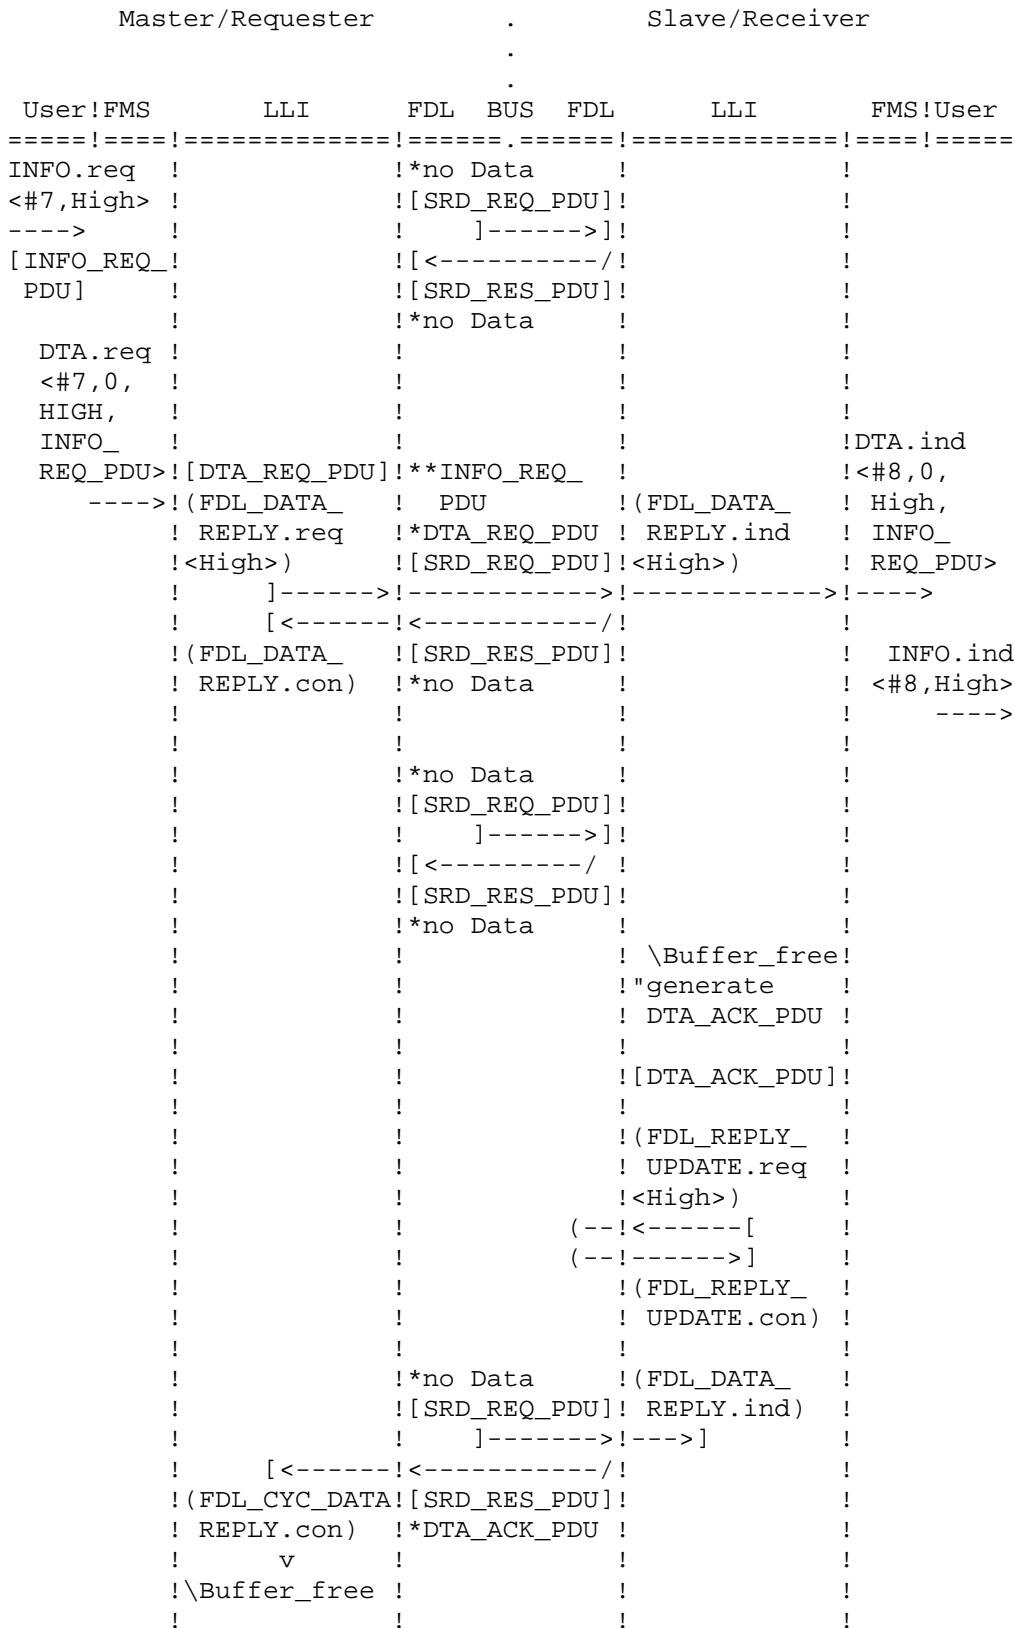 Master/Requester         .        Slave/Receiver
                                .
                                .
 User!FMS       LLI      FDL  BUS  FDL      LLI       FMS!User
=====!====!=============!======.======!=============!====!=====
INFO.req  !             !*no Data     !             !
<#7,High> !             ![SRD_REQ_PDU]!             !
---->     !             !    ]------>]!             !
[INFO_REQ_!             ![<----------/!             !
 PDU]     !             ![SRD_RES_PDU]!             !
          !             !*no Data     !             !
  DTA.req !             !             !             !
  <#7,0,  !             !             !             !
  HIGH,   !             !             !             !
  INFO_   !             !             !             !DTA.ind
  REQ_PDU>![DTA_REQ_PDU]!**INFO_REQ_  !             !<#8,0,
     ---->!(FDL_DATA_   !  PDU        !(FDL_DATA_   ! High,
          ! REPLY.req   !*DTA_REQ_PDU ! REPLY.ind   ! INFO_
          !<High>)      ![SRD_REQ_PDU]!<High>)      ! REQ_PDU>
          !     ]------>!------------>!------------>!---->
          !     [<------!<-----------/!             !
          !(FDL_DATA_   ![SRD_RES_PDU]!             !  INFO.ind
          ! REPLY.con)  !*no Data     !             ! <#8,High>
          !             !             !             !     ---->
          !             !             !             !
          !             !*no Data     !             !
          !             ![SRD_REQ_PDU]!             !
          !             !    ]------>]!             !
          !             ![<---------/ !             !
          !             ![SRD_RES_PDU]!             !
          !             !*no Data     !             !
          !             !             ! \Buffer_free!
          !             !             !"generate    !
          !             !             ! DTA_ACK_PDU !
          !             !             !             !
          !             !             ![DTA_ACK_PDU]!
          !             !             !             !
          !             !             !(FDL_REPLY_  !
          !             !             ! UPDATE.req  !
          !             !             !<High>)      !
          !             !          (--!<------[     !
          !             !          (--!------>]     !
          !             !             !(FDL_REPLY_  !
          !             !             ! UPDATE.con) !
          !             !             !             !
          !             !*no Data     !(FDL_DATA_   !
          !             ![SRD_REQ_PDU]! REPLY.ind)  !
          !             !    ]------->!--->]        !
          !     [<------!<-----------/!             !
          !(FDL_CYC_DATA![SRD_RES_PDU]!             !
          ! REPLY.con)  !*DTA_ACK_PDU !             !
          !      v      !             !             !
          !\Buffer_free !             !             !
          !             !             !             !